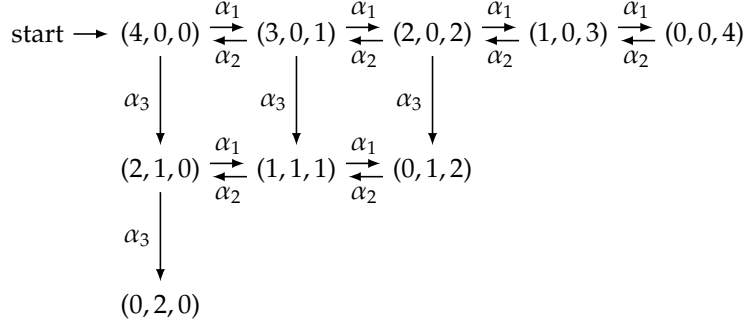 α₁ α₁ α₁ α₁
start (4, 0, 0) (3, 0, 1) (2, 0, 2) (1, 0, 3) (0, 0, 4)
α₂ α₂ α₂ α₂
α₃ α₃ α₃
α₁ α₁
(2, 1, 0) (1, 1, 1) (0, 1, 2)
α₂ α₂
α₃
(0, 2, 0)